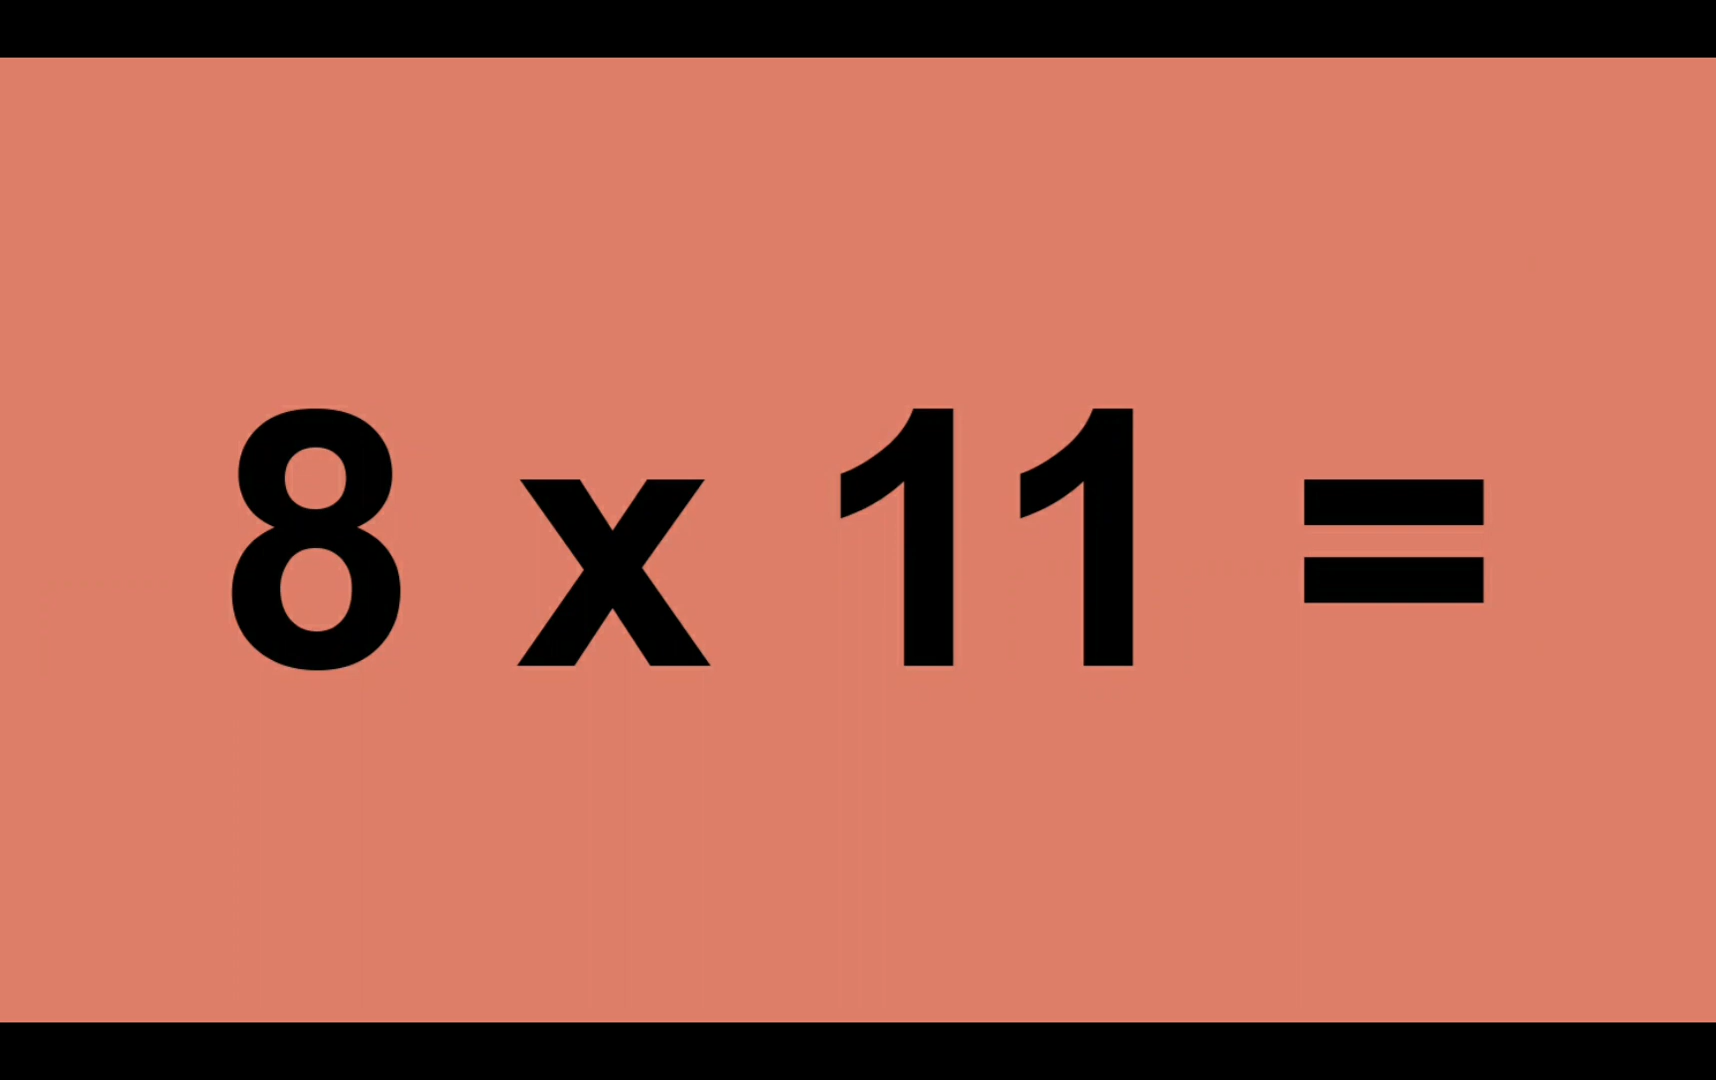 8 x 11 =